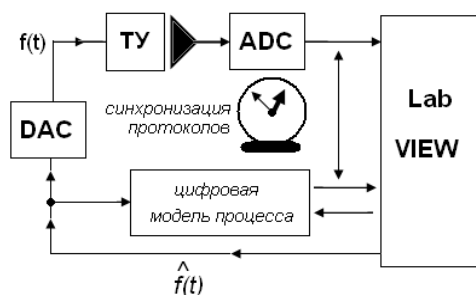 f(t)
ТУ
ADC
DAC
синхронизация
протоколов
Lab
VIEW
цифровая
модель процесса
^
f(t)